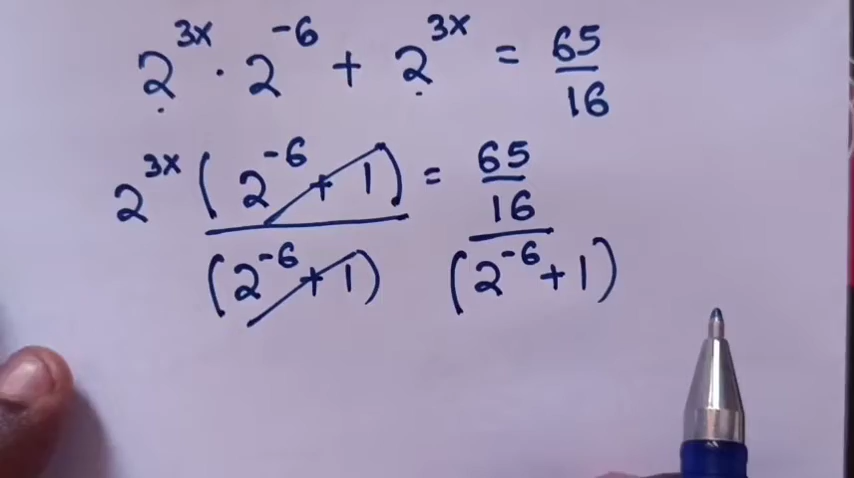 2^{3x} · 2^{-6} + 2^{3x} = 65/16
2^{3x} (2^{-6} + 1) / (2^{-6} + 1) = 65/16 / (2^{-6} + 1)